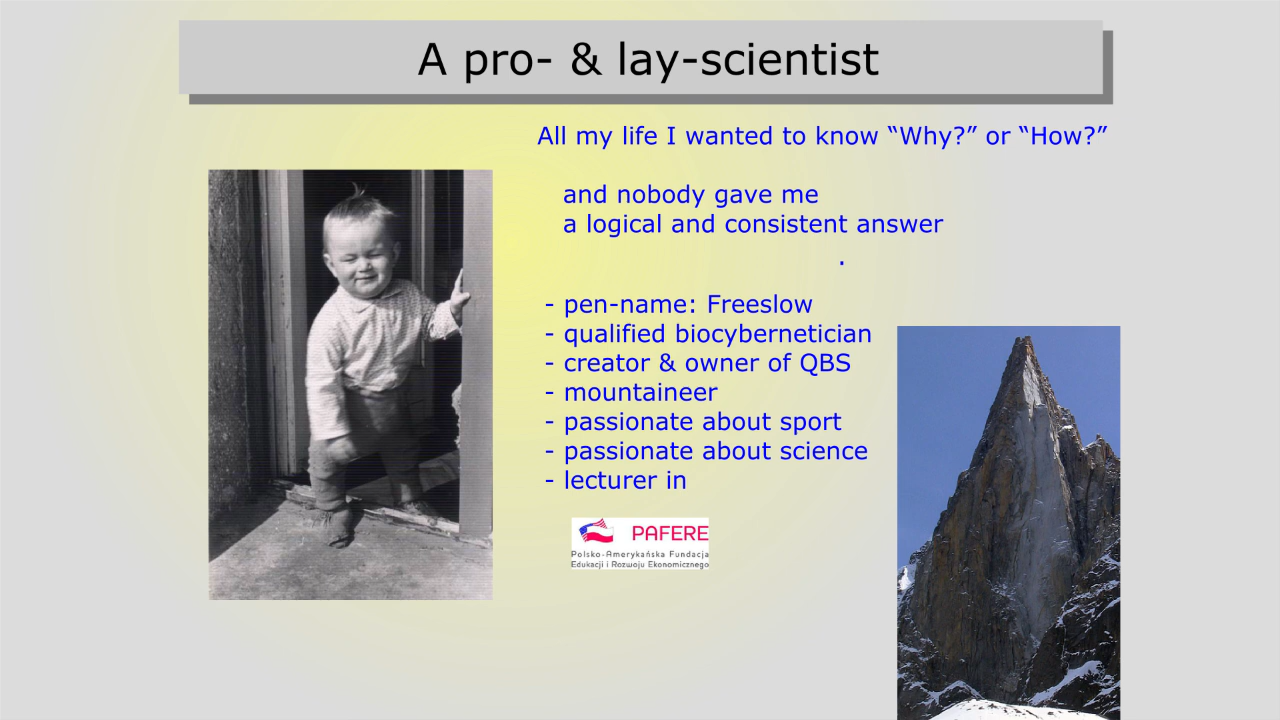 A pro- & lay-scientist
All my life I wanted to know “Why?” or “How?”
and nobody gave me
a logical and consistent answer
.
- pen-name: Freeslow
- qualified biocybernetician
- creator & owner of QBS
- mountaineer
- passionate about sport
- passionate about science
- lecturer in
PAFERE
Polsko-Amerykańska Fundacja
Edukacji i Rozwoju Ekonomicznego